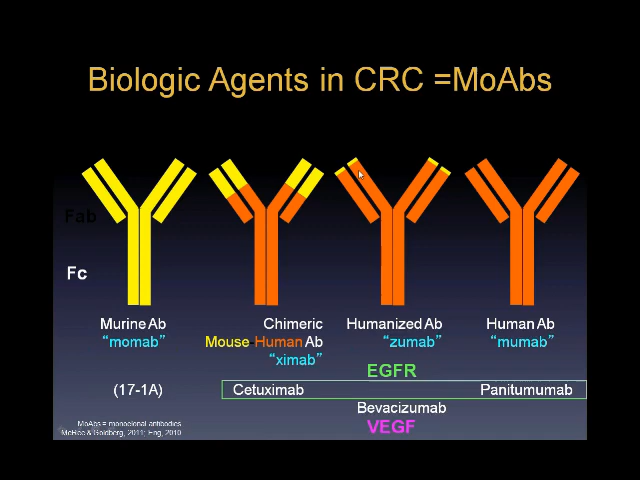 Biologic Agents in CRC =MoAbs
Fab
Fc
Murine Ab
"momab"
Chimeric
Mouse-Human Ab
"ximab"
Humanized Ab
"zumab"
Human Ab
"mumab"
EGFR
(17-1A)
Cetuximab
Panitumumab
Bevacizumab
VEGF
MoAbs = monoclonal antibodies
McRee & Goldberg, 2011; Eng, 2010